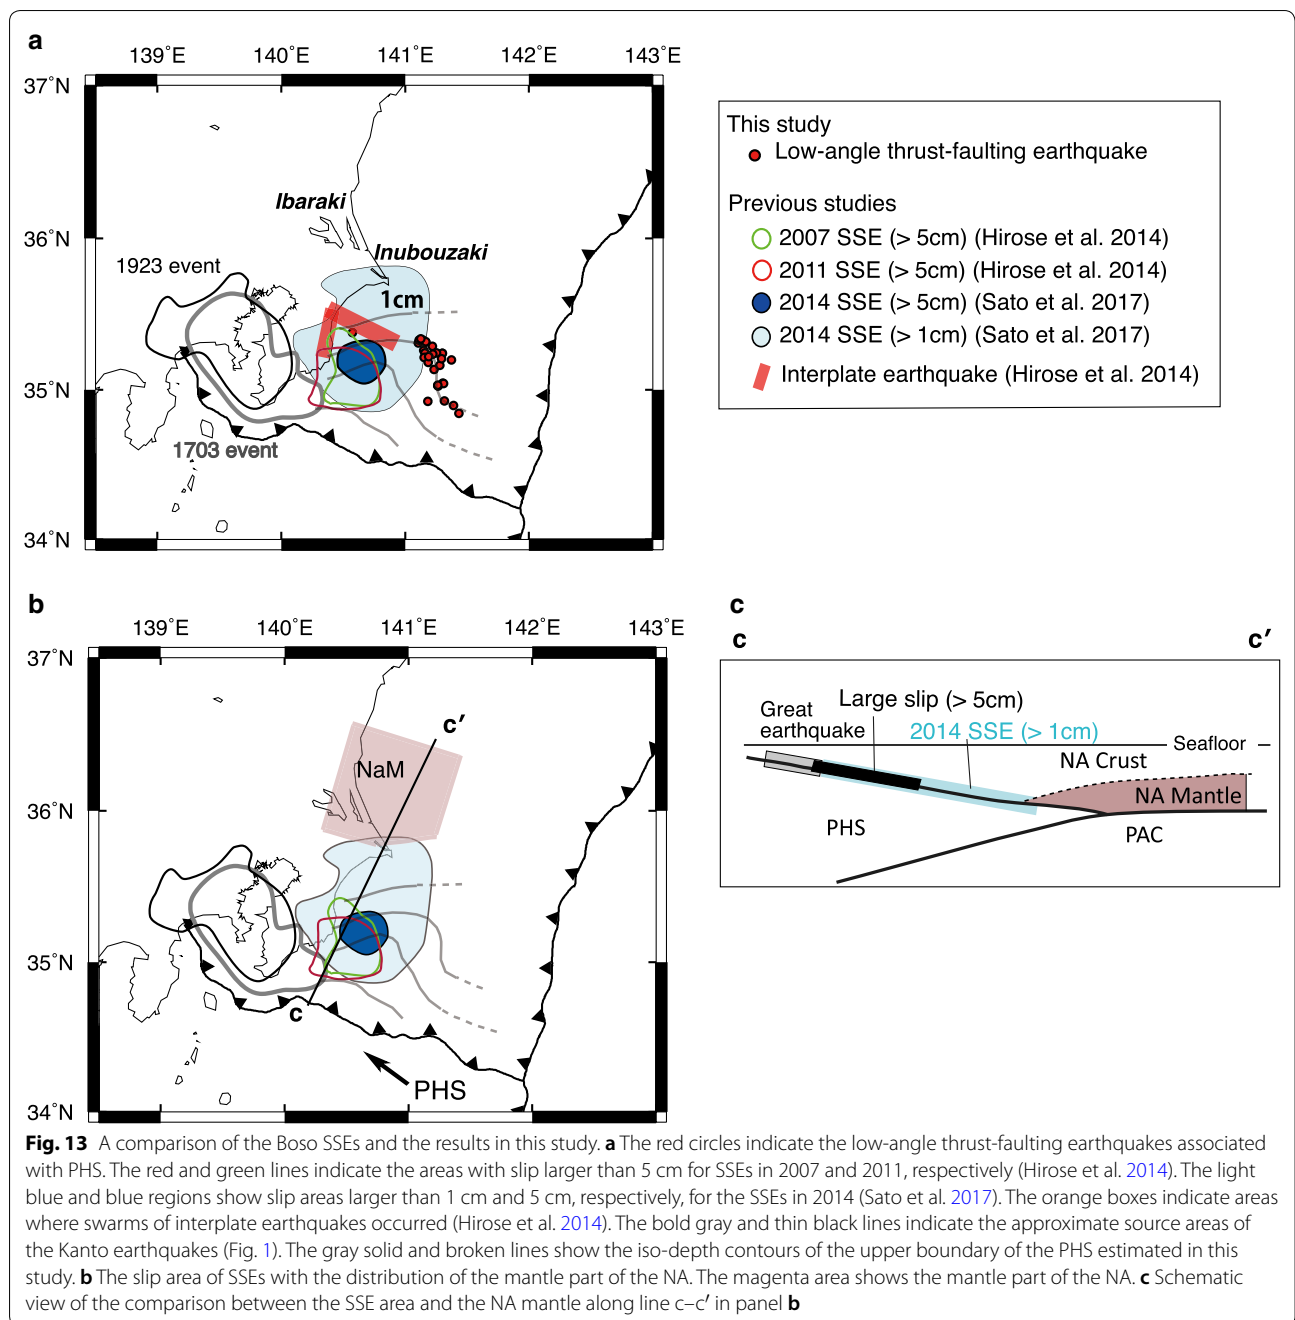 a
139˚E 140˚E 141˚E 142˚E 143˚E
37˚N
36˚N
35˚N
34˚N
Ibaraki
Inubouzaki
1923 event
1cm
1703 event
This study
Low-angle thrust-faulting earthquake
Previous studies
2007 SSE (> 5cm) (Hirose et al. 2014)
2011 SSE (> 5cm) (Hirose et al. 2014)
2014 SSE (> 5cm) (Sato et al. 2017)
2014 SSE (> 1cm) (Sato et al. 2017)
Interplate earthquake (Hirose et al. 2014)
b
139˚E 140˚E 141˚E 142˚E 143˚E
37˚N
36˚N
35˚N
34˚N
c′
NaM
c
PHS
c
c c′
Large slip (> 5cm)
Great
earthquake
2014 SSE (> 1cm)
Seafloor
NA Crust
NA Mantle
PHS
PAC
Fig. 13 A comparison of the Boso SSEs and the results in this study. a The red circles indicate the low-angle thrust-faulting earthquakes associated
with PHS. The red and green lines indicate the areas with slip larger than 5 cm for SSEs in 2007 and 2011, respectively (Hirose et al. 2014). The light
blue and blue regions show slip areas larger than 1 cm and 5 cm, respectively, for the SSEs in 2014 (Sato et al. 2017). The orange boxes indicate areas
where swarms of interplate earthquakes occurred (Hirose et al. 2014). The bold gray and thin black lines indicate the approximate source areas of
the Kanto earthquakes (Fig. 1). The gray solid and broken lines show the iso-depth contours of the upper boundary of the PHS estimated in this
study. b The slip area of SSEs with the distribution of the mantle part of the NA. The magenta area shows the mantle part of the NA. c Schematic
view of the comparison between the SSE area and the NA mantle along line c–c′ in panel b